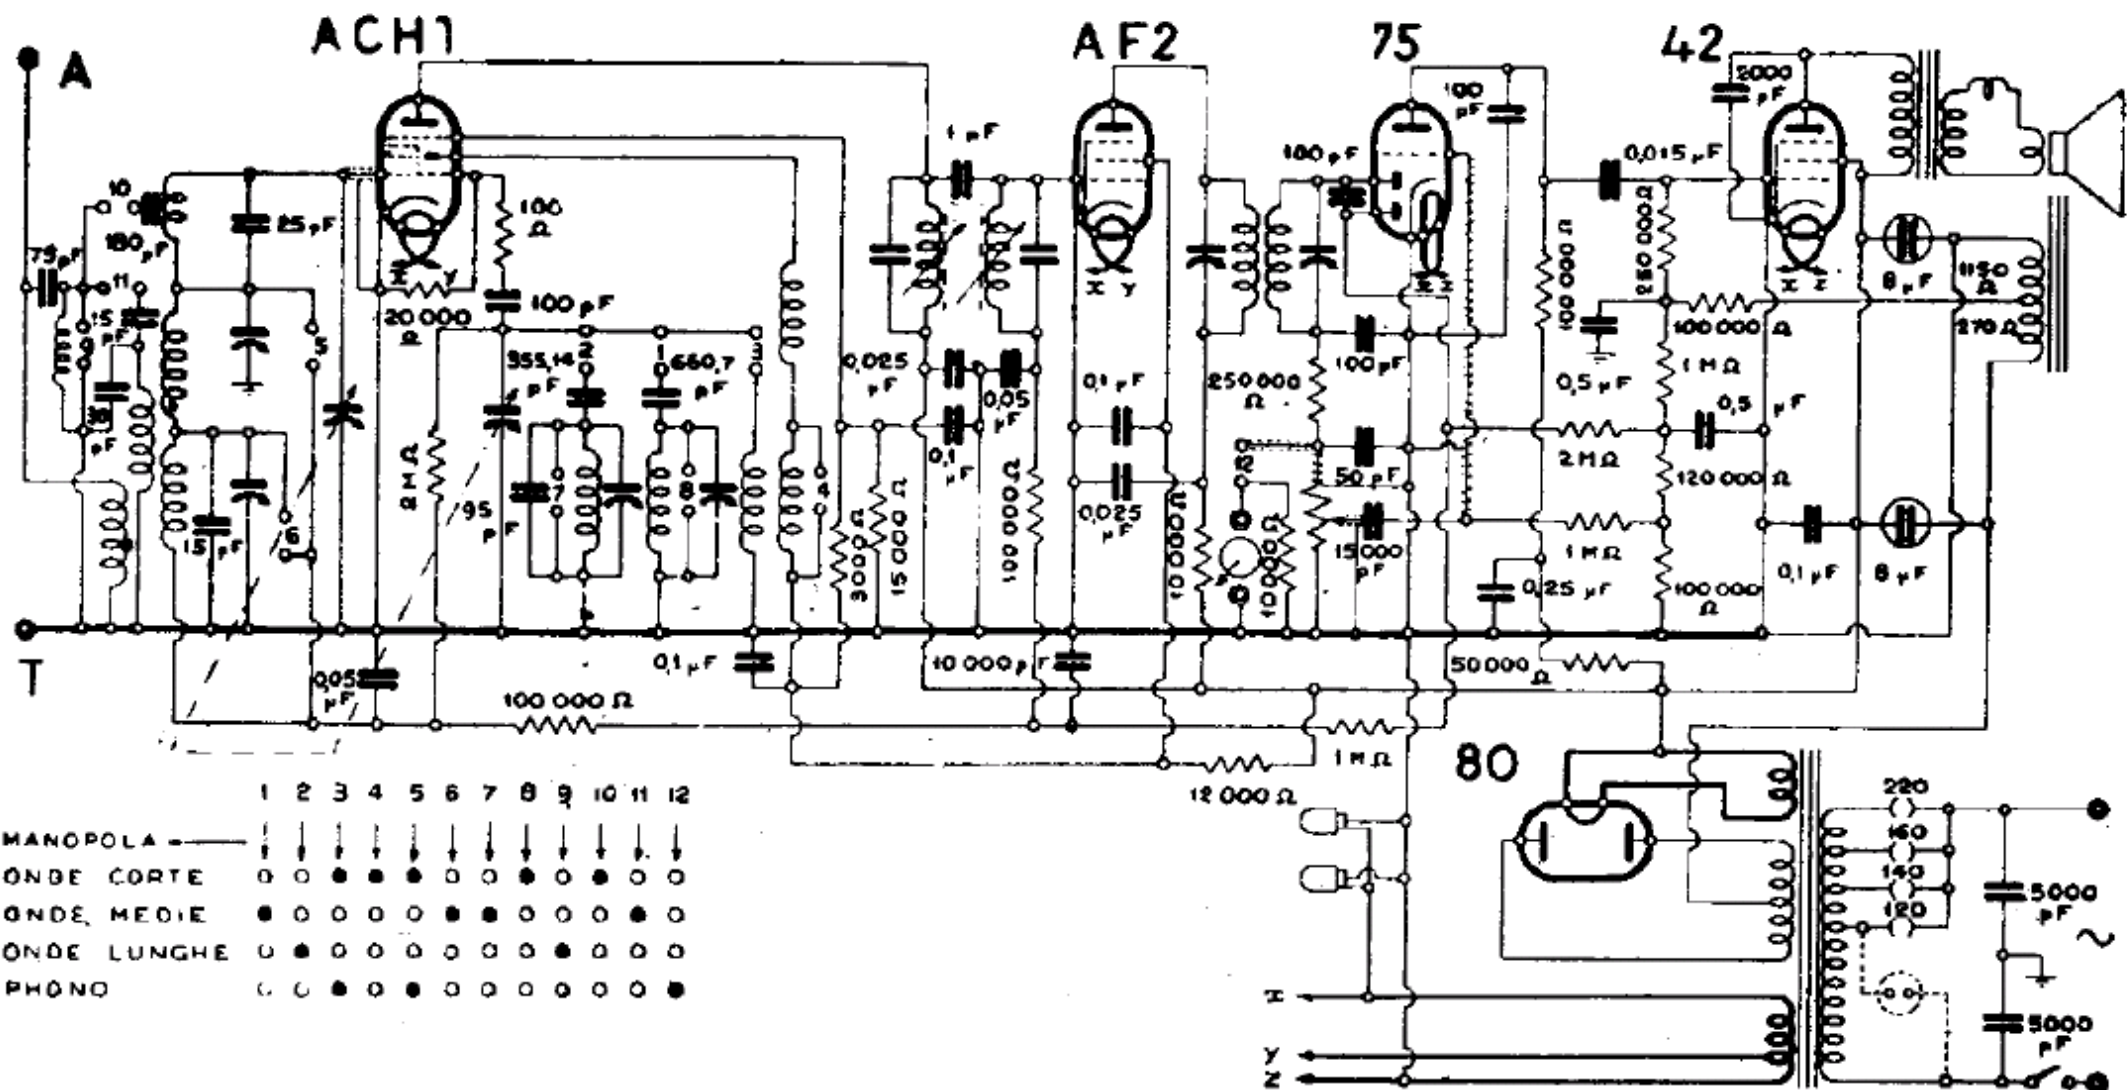 ACH1
AF2
75
42
A
2000 pF
100 pF
1 µF
100 pF
0,015 µF
10
180 pF
25 pF
100 Ω
75 pF
11
15 pF
X Y
X Y
X Z
X Z
250 000 Ω
8 µF
1150 Ω
100 000 Ω
20 000 Ω
100 pF
100 000 Ω
270 Ω
9
5
2
1
3
355,14 pF
660,7 pF
0,025 µF
0,05 µF
0,1 µF
250 000 Ω
100 pF
0,5 µF
1 MΩ
0,5 µF
30 pF
2 MΩ
95 pF
7
8
4
0,1 µF
12
50 pF
2 MΩ
120 000 Ω
15 pF
6
3000 Ω
15 000 Ω
100 000 Ω
0,025 µF
10 000 Ω
10 000 Ω
15 000 pF
1 MΩ
0,1 µF
8 µF
0,25 µF
100 000 Ω
T
0,05 µF
0,1 µF
10 000 pF
50 000 Ω
100 000 Ω
1 MΩ
12 000 Ω
80
1 2 3 4 5 6 7 8 9 10 11 12
MANOPOLA
ONDE CORTE
ONDE MEDIE
ONDE LUNGHE
PHONO
220
160
140
120
5000 pF
5000 pF
X
Y
Z